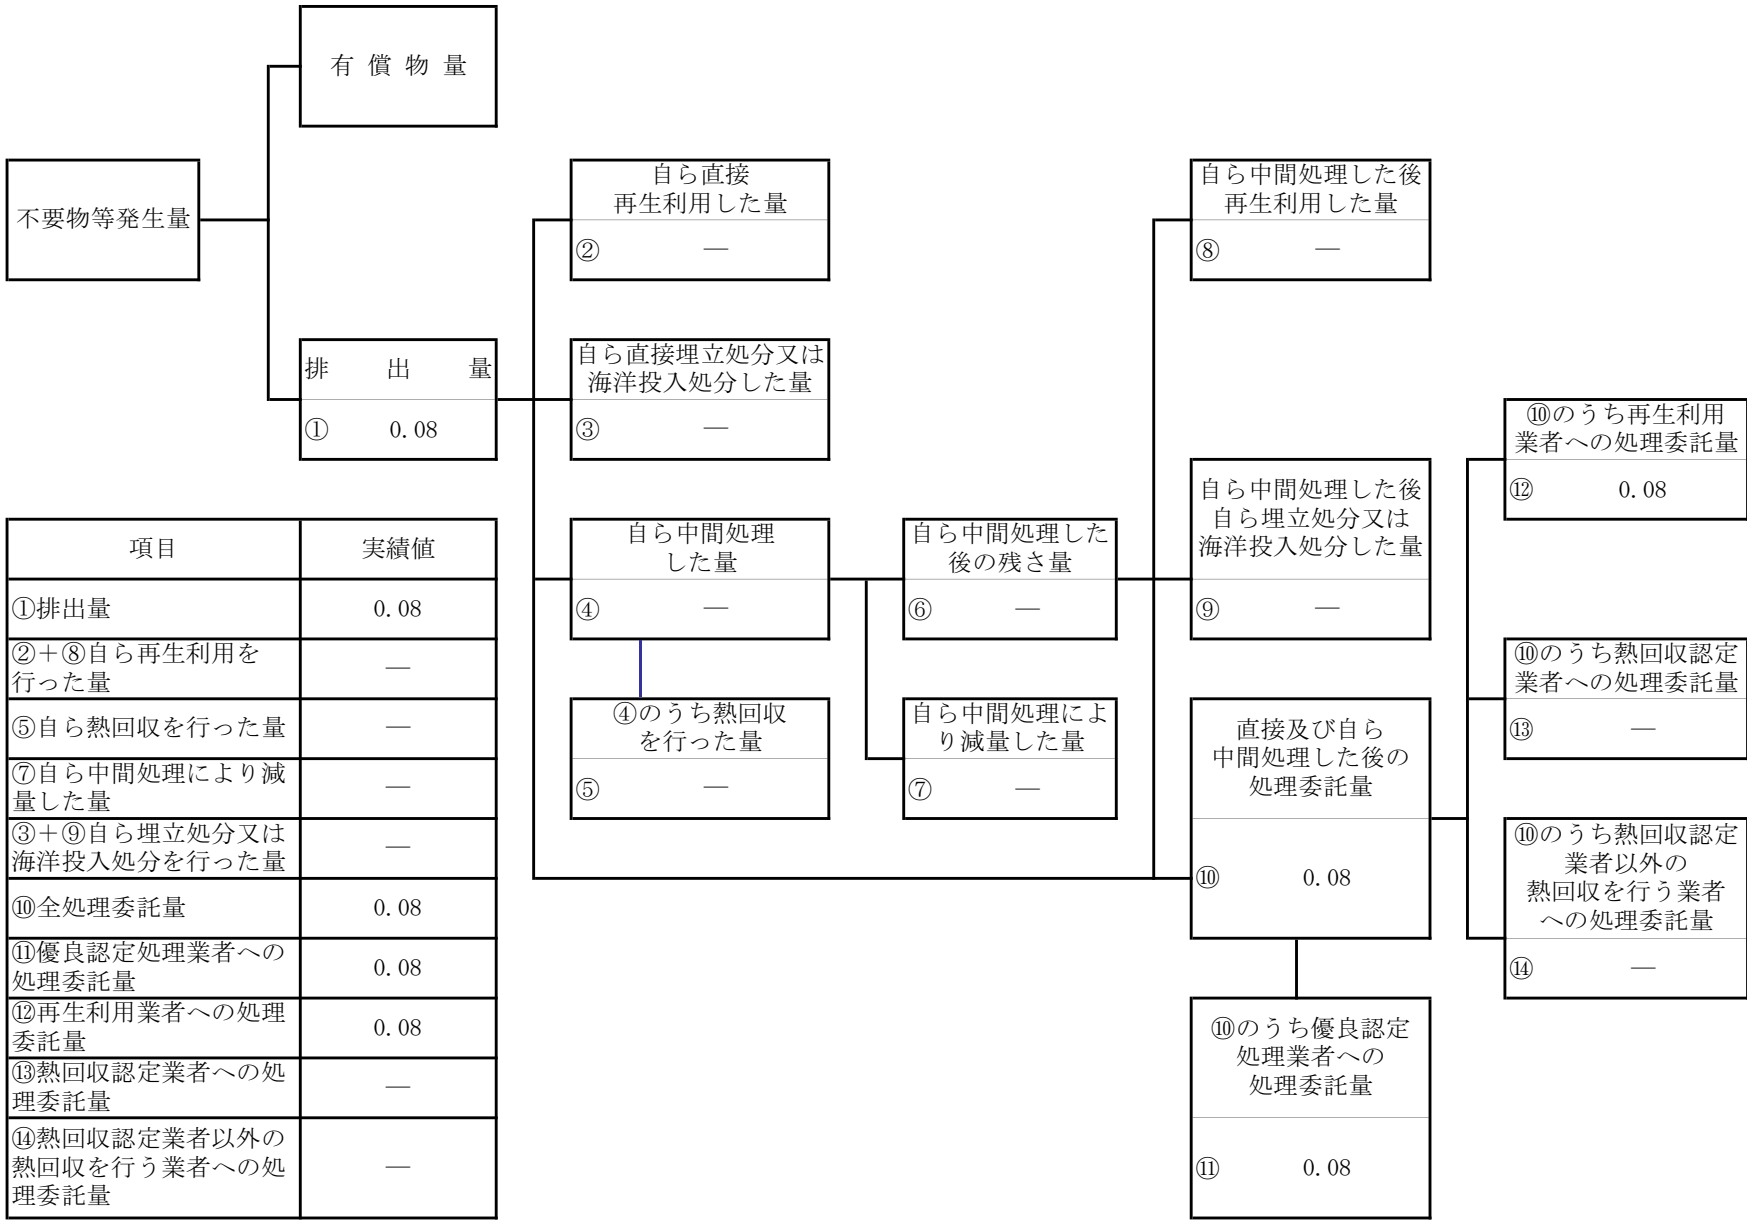 有 償 物 量
不要物等発生量
排 出 量
① 0.08
自ら直接
再生利用した量
② ―
自ら直接埋立処分又は
海洋投入処分した量
③ ―
自ら中間処理
した量
④ ―
④のうち熱回収
を行った量
⑤ ―
自ら中間処理した
後の残さ量
⑥ ―
自ら中間処理によ
り減量した量
⑦ ―
自ら中間処理した後
再生利用した量
⑧ ―
自ら中間処理した後
自ら埋立処分又は
海洋投入処分した量
⑨ ―
直接及び自ら
中間処理した後の
処理委託量
⑩ 0.08
⑩のうち優良認定
処理業者への
処理委託量
⑪ 0.08
⑩のうち再生利用
業者への処理委託量
⑫ 0.08
⑩のうち熱回収認定
業者への処理委託量
⑬ ―
⑩のうち熱回収認定
業者以外の
熱回収を行う業者
への処理委託量
⑭ ―
項目 実績値
①排出量 0.08
②＋⑧自ら再生利用を
行った量 ―
⑤自ら熱回収を行った量 ―
⑦自ら中間処理により減
量した量 ―
③＋⑨自ら埋立処分又は
海洋投入処分を行った量 ―
⑩全処理委託量 0.08
⑪優良認定処理業者への
処理委託量 0.08
⑫再生利用業者への処理
委託量 0.08
⑬熱回収認定業者への処
理委託量 ―
⑭熱回収認定業者以外の
熱回収を行う業者への処
理委託量 ―